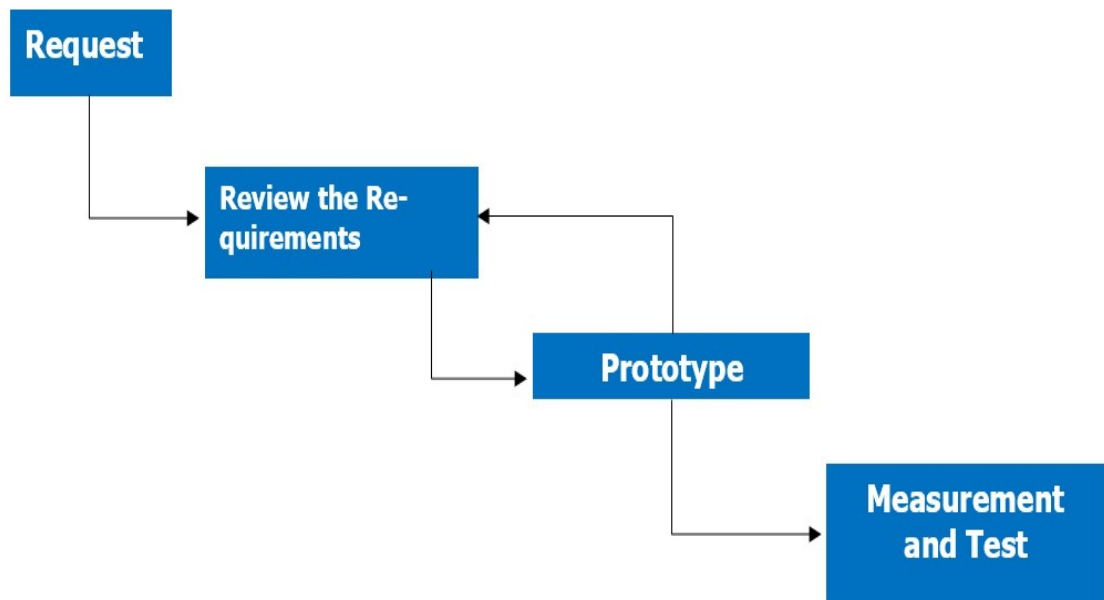 Request
Review the Re-
quirements
Prototype
Measurement
and Test